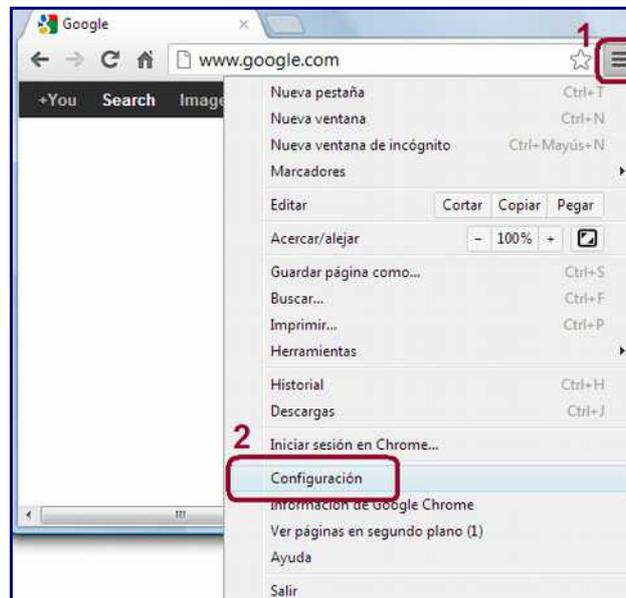 Google
1
www.google.com
+You Search Image
Nueva pestaña Ctrl+T
Nueva ventana Ctrl+N
Nueva ventana de incógnito Ctrl+Mayús+N
Marcadores
Editar Cortar Copiar Pegar
Acercar/alejar - 100% +
Guardar página como... Ctrl+S
Buscar... Ctrl+F
Imprimir... Ctrl+P
Herramientas
Historial Ctrl+H
Descargas Ctrl+J
2
Iniciar sesión en Chrome...
Configuración
Información de Google Chrome
Ver páginas en segundo plano (1)
Ayuda
Salir